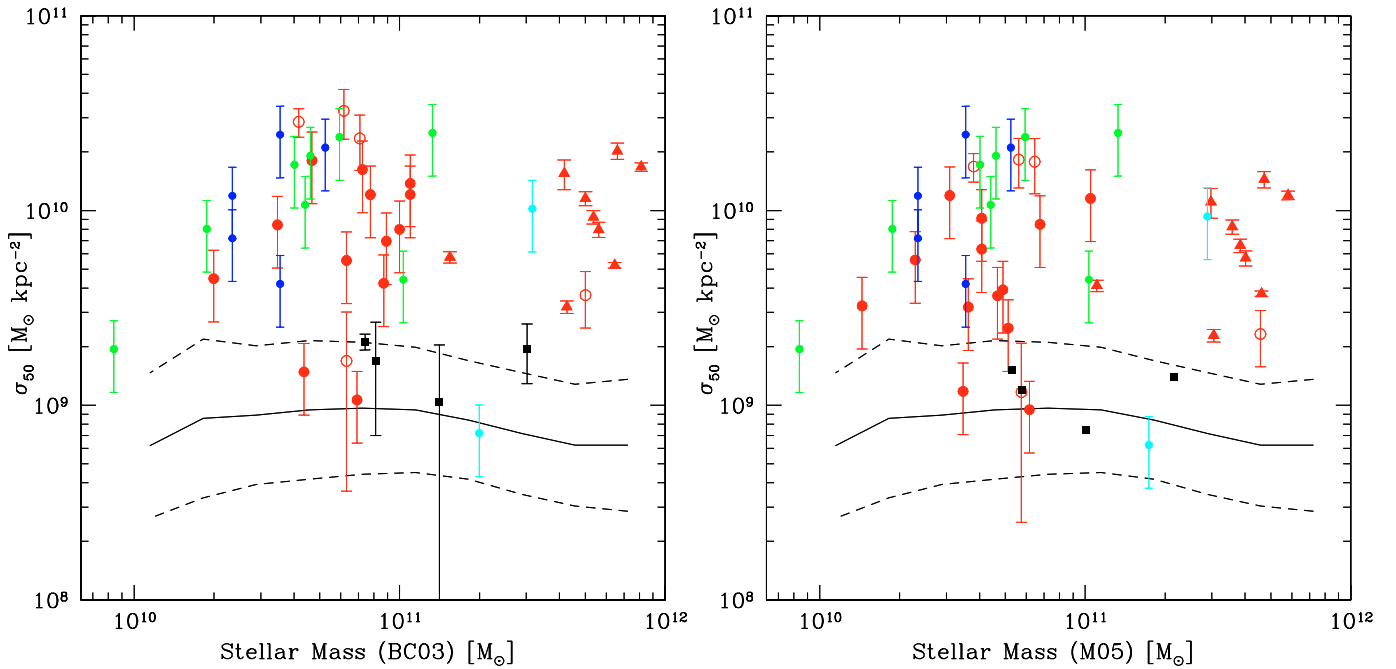 10¹¹
10¹⁰
10⁹
10⁸
σ₅₀ [M⊙ kpc⁻²]
10¹⁰ 10¹¹ 10¹²
Stellar Mass (BC03) [M⊙]
10¹¹
10¹⁰
10⁹
10⁸
σ₅₀ [M⊙ kpc⁻²]
10¹⁰ 10¹¹ 10¹²
Stellar Mass (M05) [M⊙]